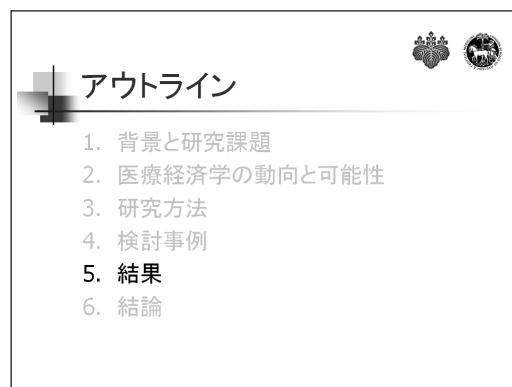 アウトライン
1. 背景と研究課題
2. 医療経済学の動向と可能性
3. 研究方法
4. 検討事例
5. 結果
6. 結論